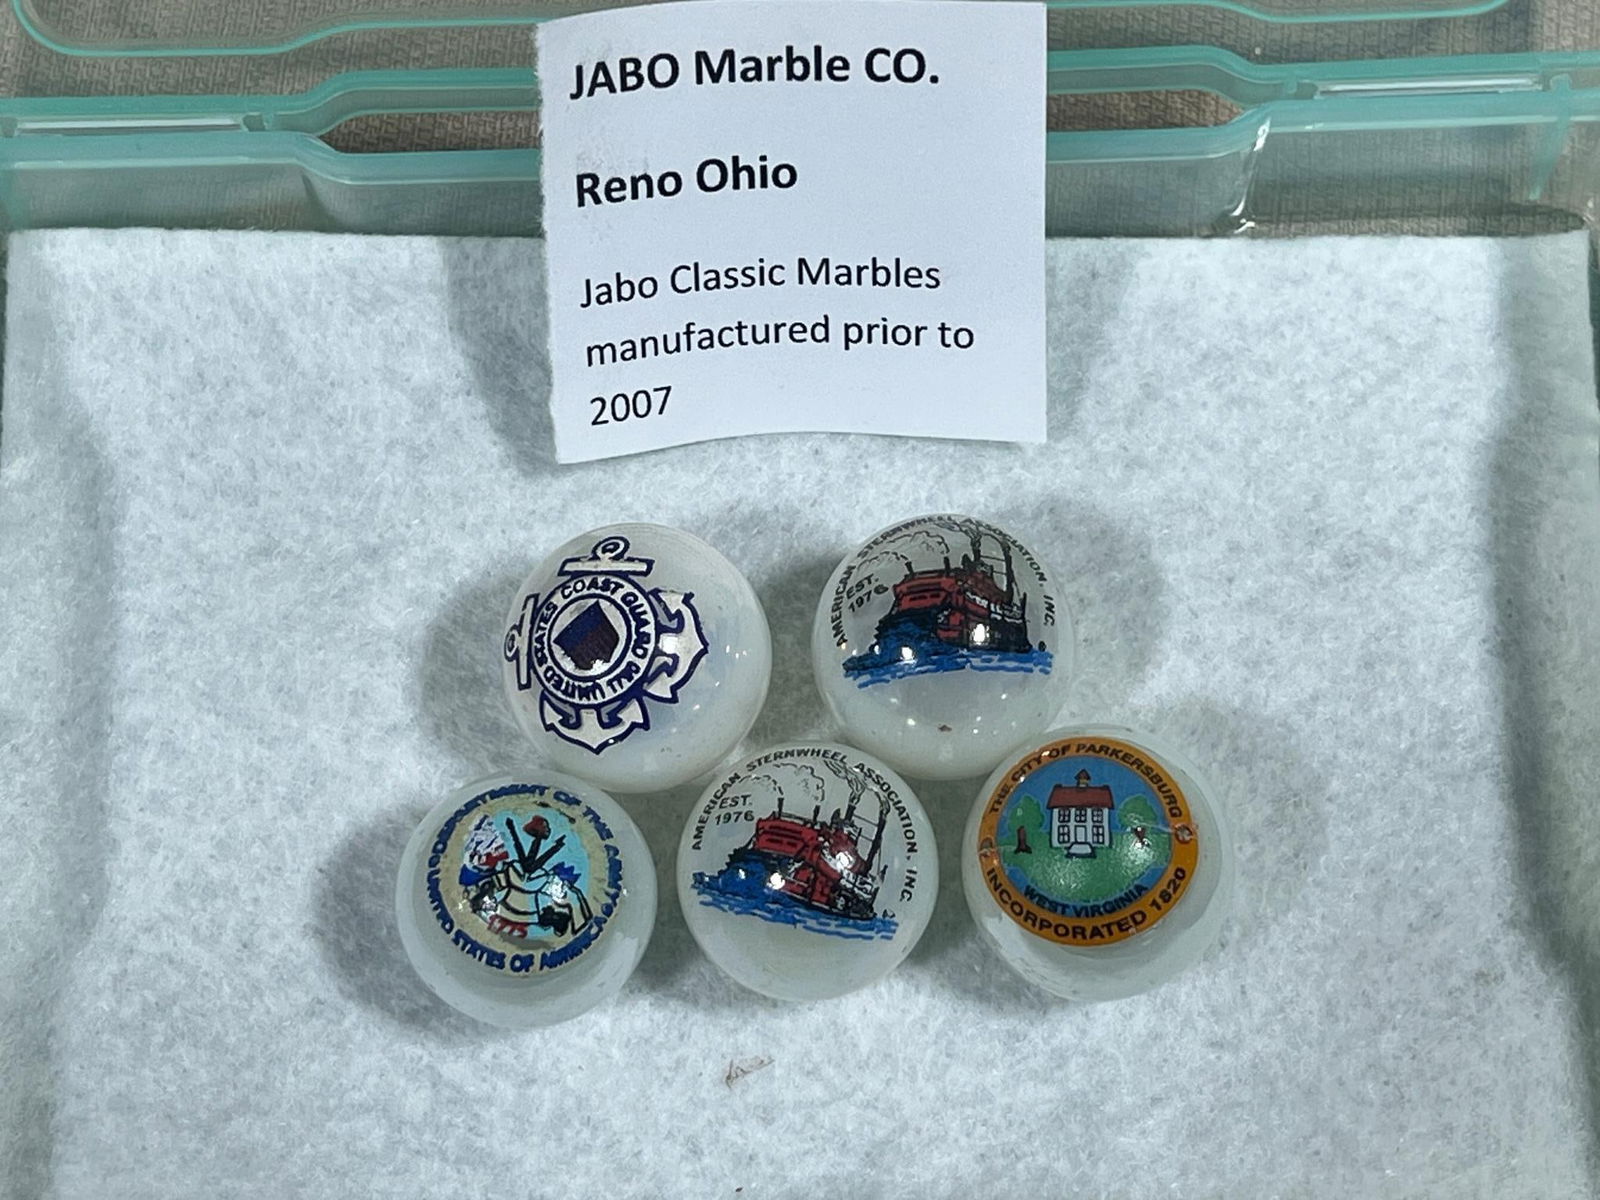 JABO Marble CO.
Reno Ohio
Jabo Classic Marbles
manufactured prior to
2007
UNITED STATES COAST GUARD
AMERICAN STERNWHEEL ASSOCIATION, INC.
EST.
1976
DEPARTMENT OF THE ARMY
UNITED STATES OF AMERICA
1775
AMERICAN STERNWHEEL ASSOCIATION, INC.
EST.
1976
THE CITY OF PARKERSBURG
WEST VIRGINIA
INCORPORATED 1820